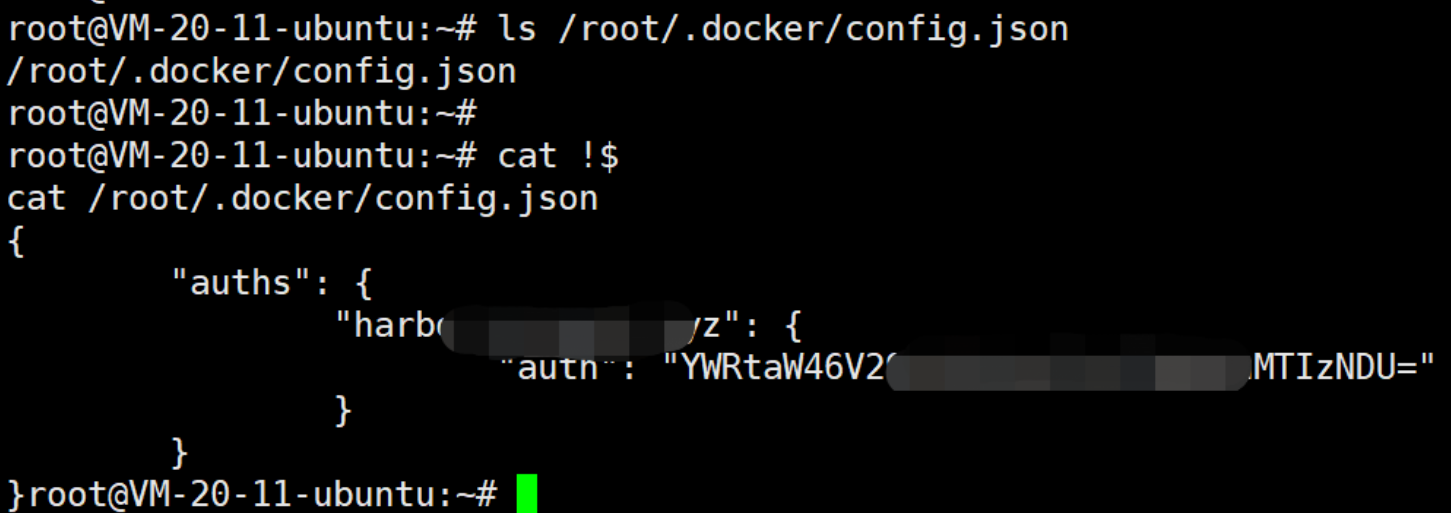 root@VM-20-11-ubuntu:~# ls /root/.docker/config.json
/root/.docker/config.json
root@VM-20-11-ubuntu:~#
root@VM-20-11-ubuntu:~# cat !$
cat /root/.docker/config.json
{
"auths": {
"harb yz": {
"auth": "YWRtaW46V2 MTIzNDU="
}
}
}root@VM-20-11-ubuntu:~#